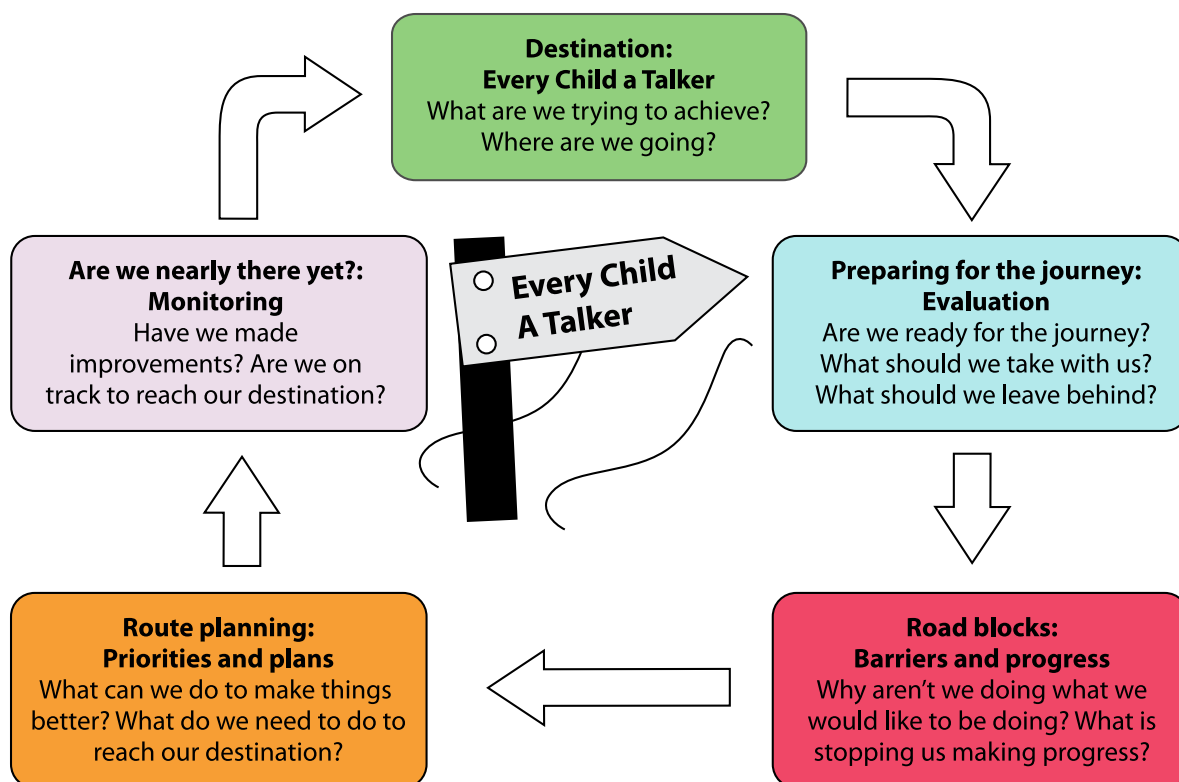 Destination:
Every Child a Talker
What are we trying to achieve?
Where are we going?
Preparing for the journey:
Evaluation
Are we ready for the journey?
What should we take with us?
What should we leave behind?
Road blocks:
Barriers and progress
Why aren’t we doing what we
would like to be doing? What is
stopping us making progress?
Route planning:
Priorities and plans
What can we do to make things
better? What do we need to do to
reach our destination?
Are we nearly there yet?:
Monitoring
Have we made
improvements? Are we on
track to reach our destination?
Every Child
A Talker